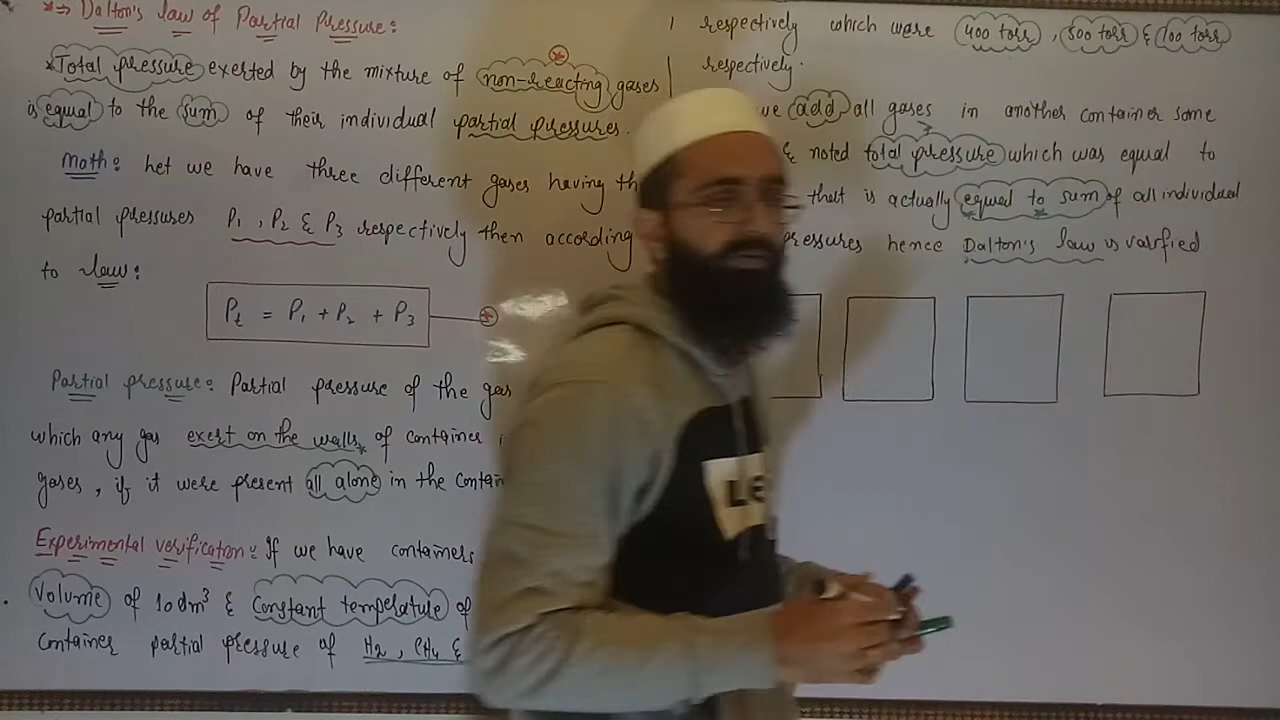 *⇒ Dalton's law of Partial Pressure:
*Total pressure exerted by the mixture of non-reacting gases
is equal to the sum of their individual partial pressures.
Math: Let we have three different gases having th
partial pressures P₁, P₂ & P₃ respectively then according
to law:
Pt = P₁ + P₂ + P₃
Partial pressure: Partial pressure of the gas
which any gas exert on the walls of container
gases, if it were present all alone in the contain
Experimental verification: If we have containers
Volume of 10dm³ & Constant temperature of
container partial pressure of H₂, CH₄ &
respectively which were 400 torr, 500 torr & 100 torr
respectively.
we add all gases in another container some
& noted total pressure which was equal to
that is actually equal to sum of all individual
pressures hence Dalton's law is varified